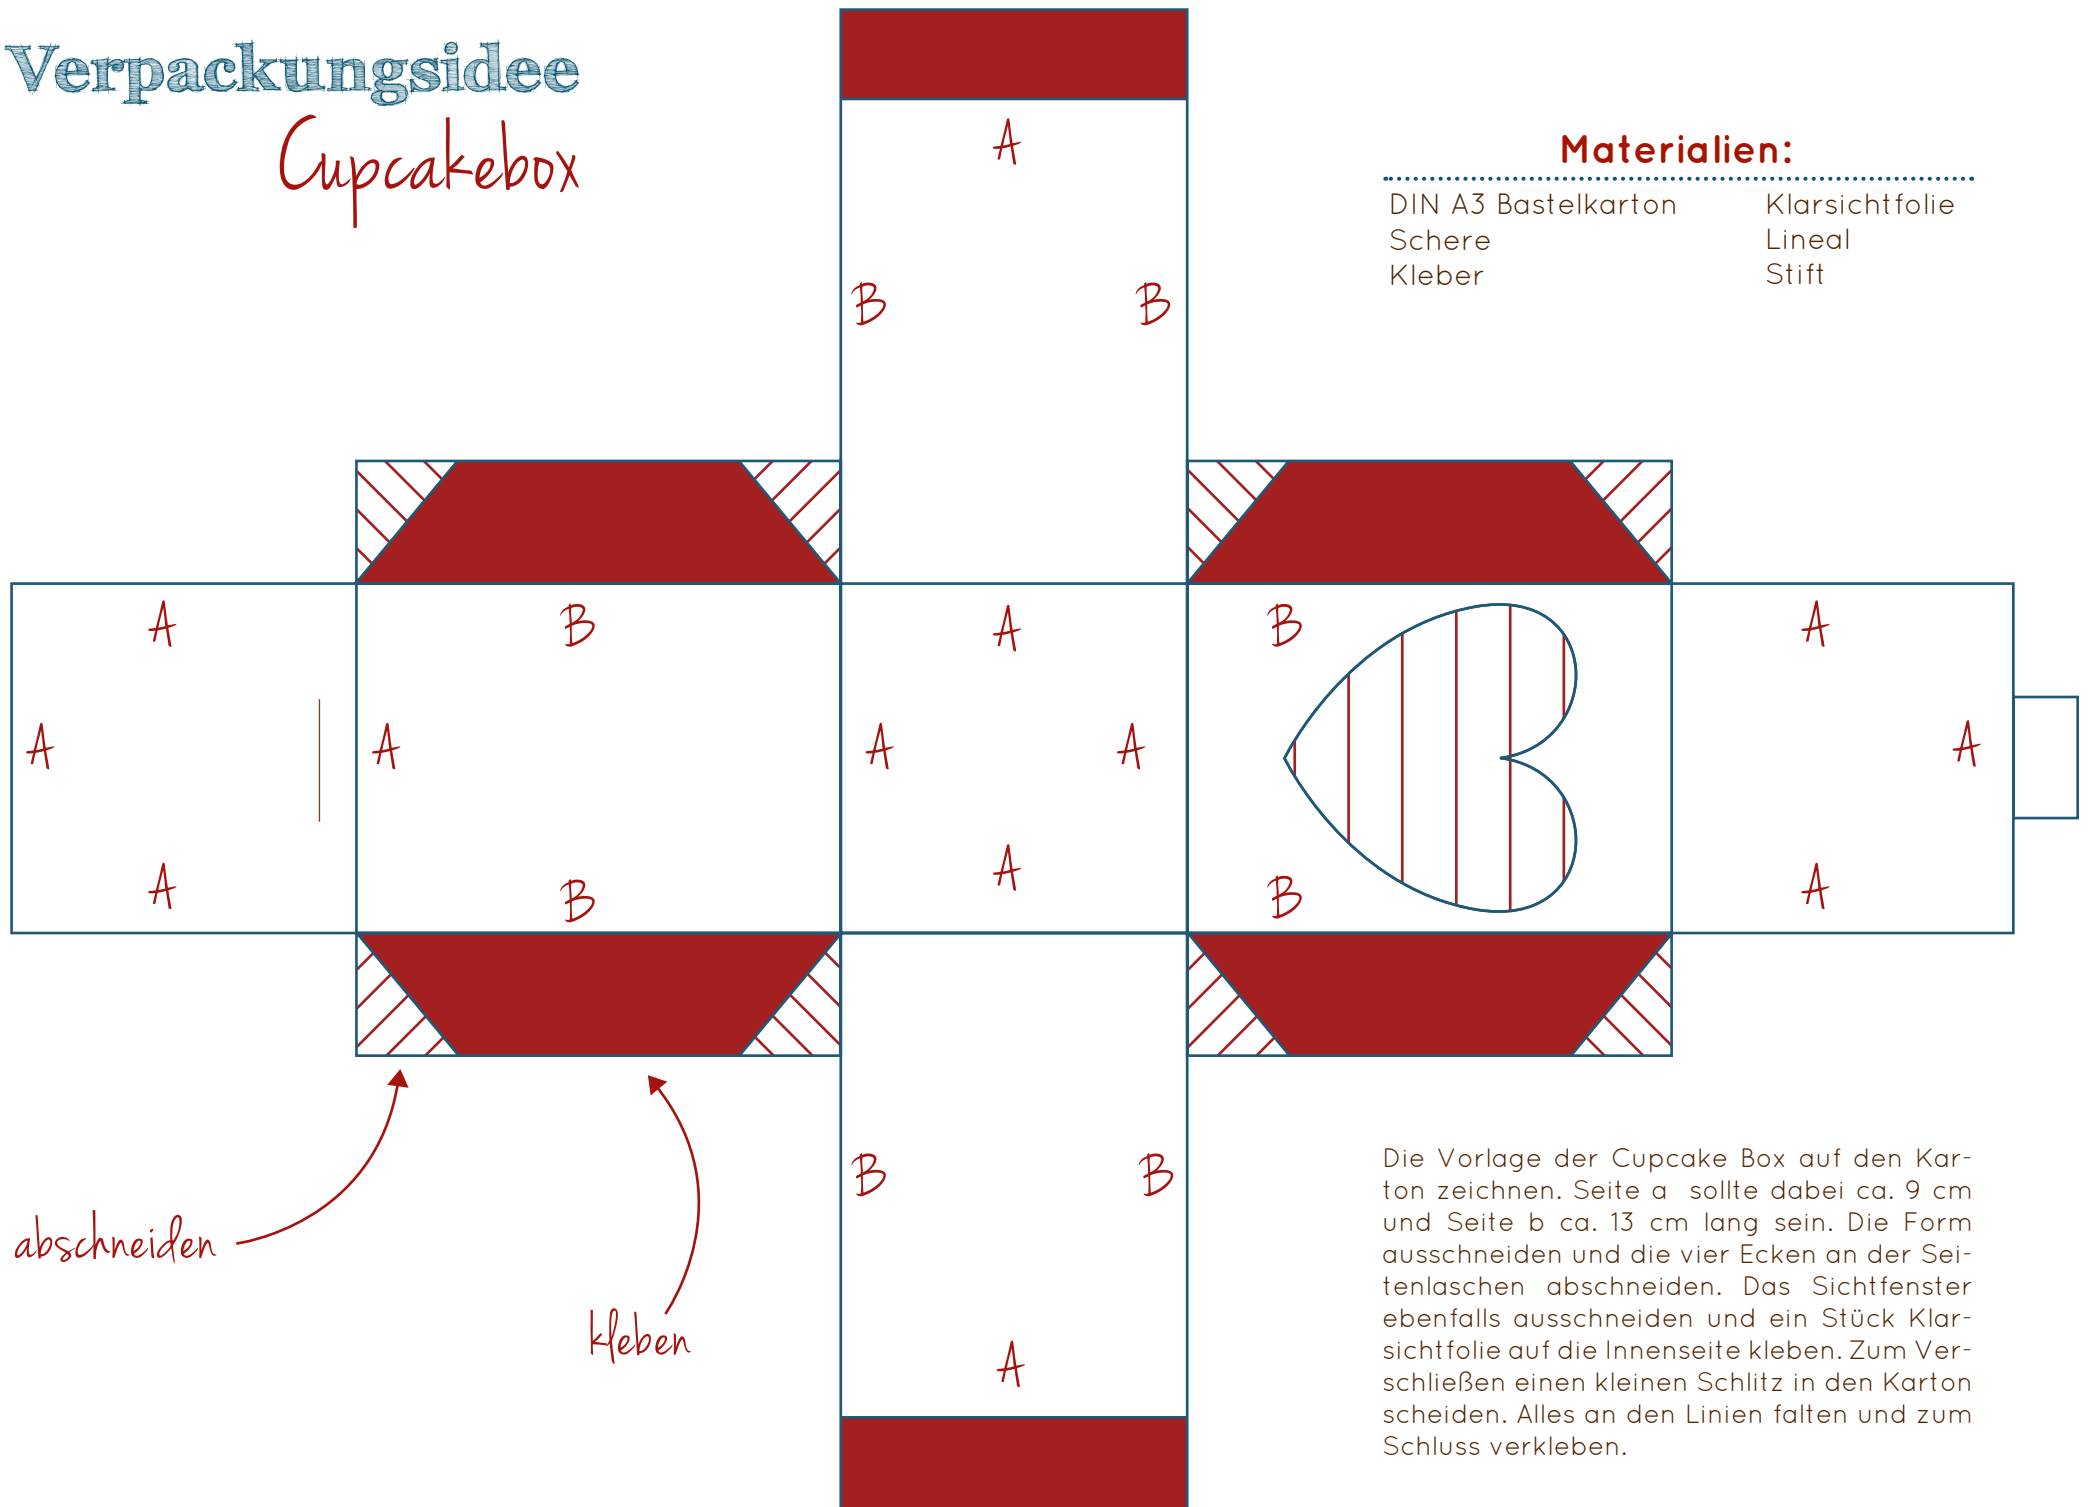 Verpackungsidee
Cupcakebox
Materialien:
DIN A3 Bastelkarton
Schere
Kleber
Klarsichtfolie
Lineal
Stift
A
B B
A B A B A
A A A A A
A B A B A
B B
A
abschneiden
kleben
Die Vorlage der Cupcake Box auf den Kar-
ton zeichnen. Seite a sollte dabei ca. 9 cm
und Seite b ca. 13 cm lang sein. Die Form
ausschneiden und die vier Ecken an der Sei-
tenlaschen abschneiden. Das Sichtfenster
ebenfalls ausschneiden und ein Stück Klar-
sichtfolie auf die Innenseite kleben. Zum Ver-
schließen einen kleinen Schlitz in den Karton
scheiden. Alles an den Linien falten und zum
Schluss verkleben.